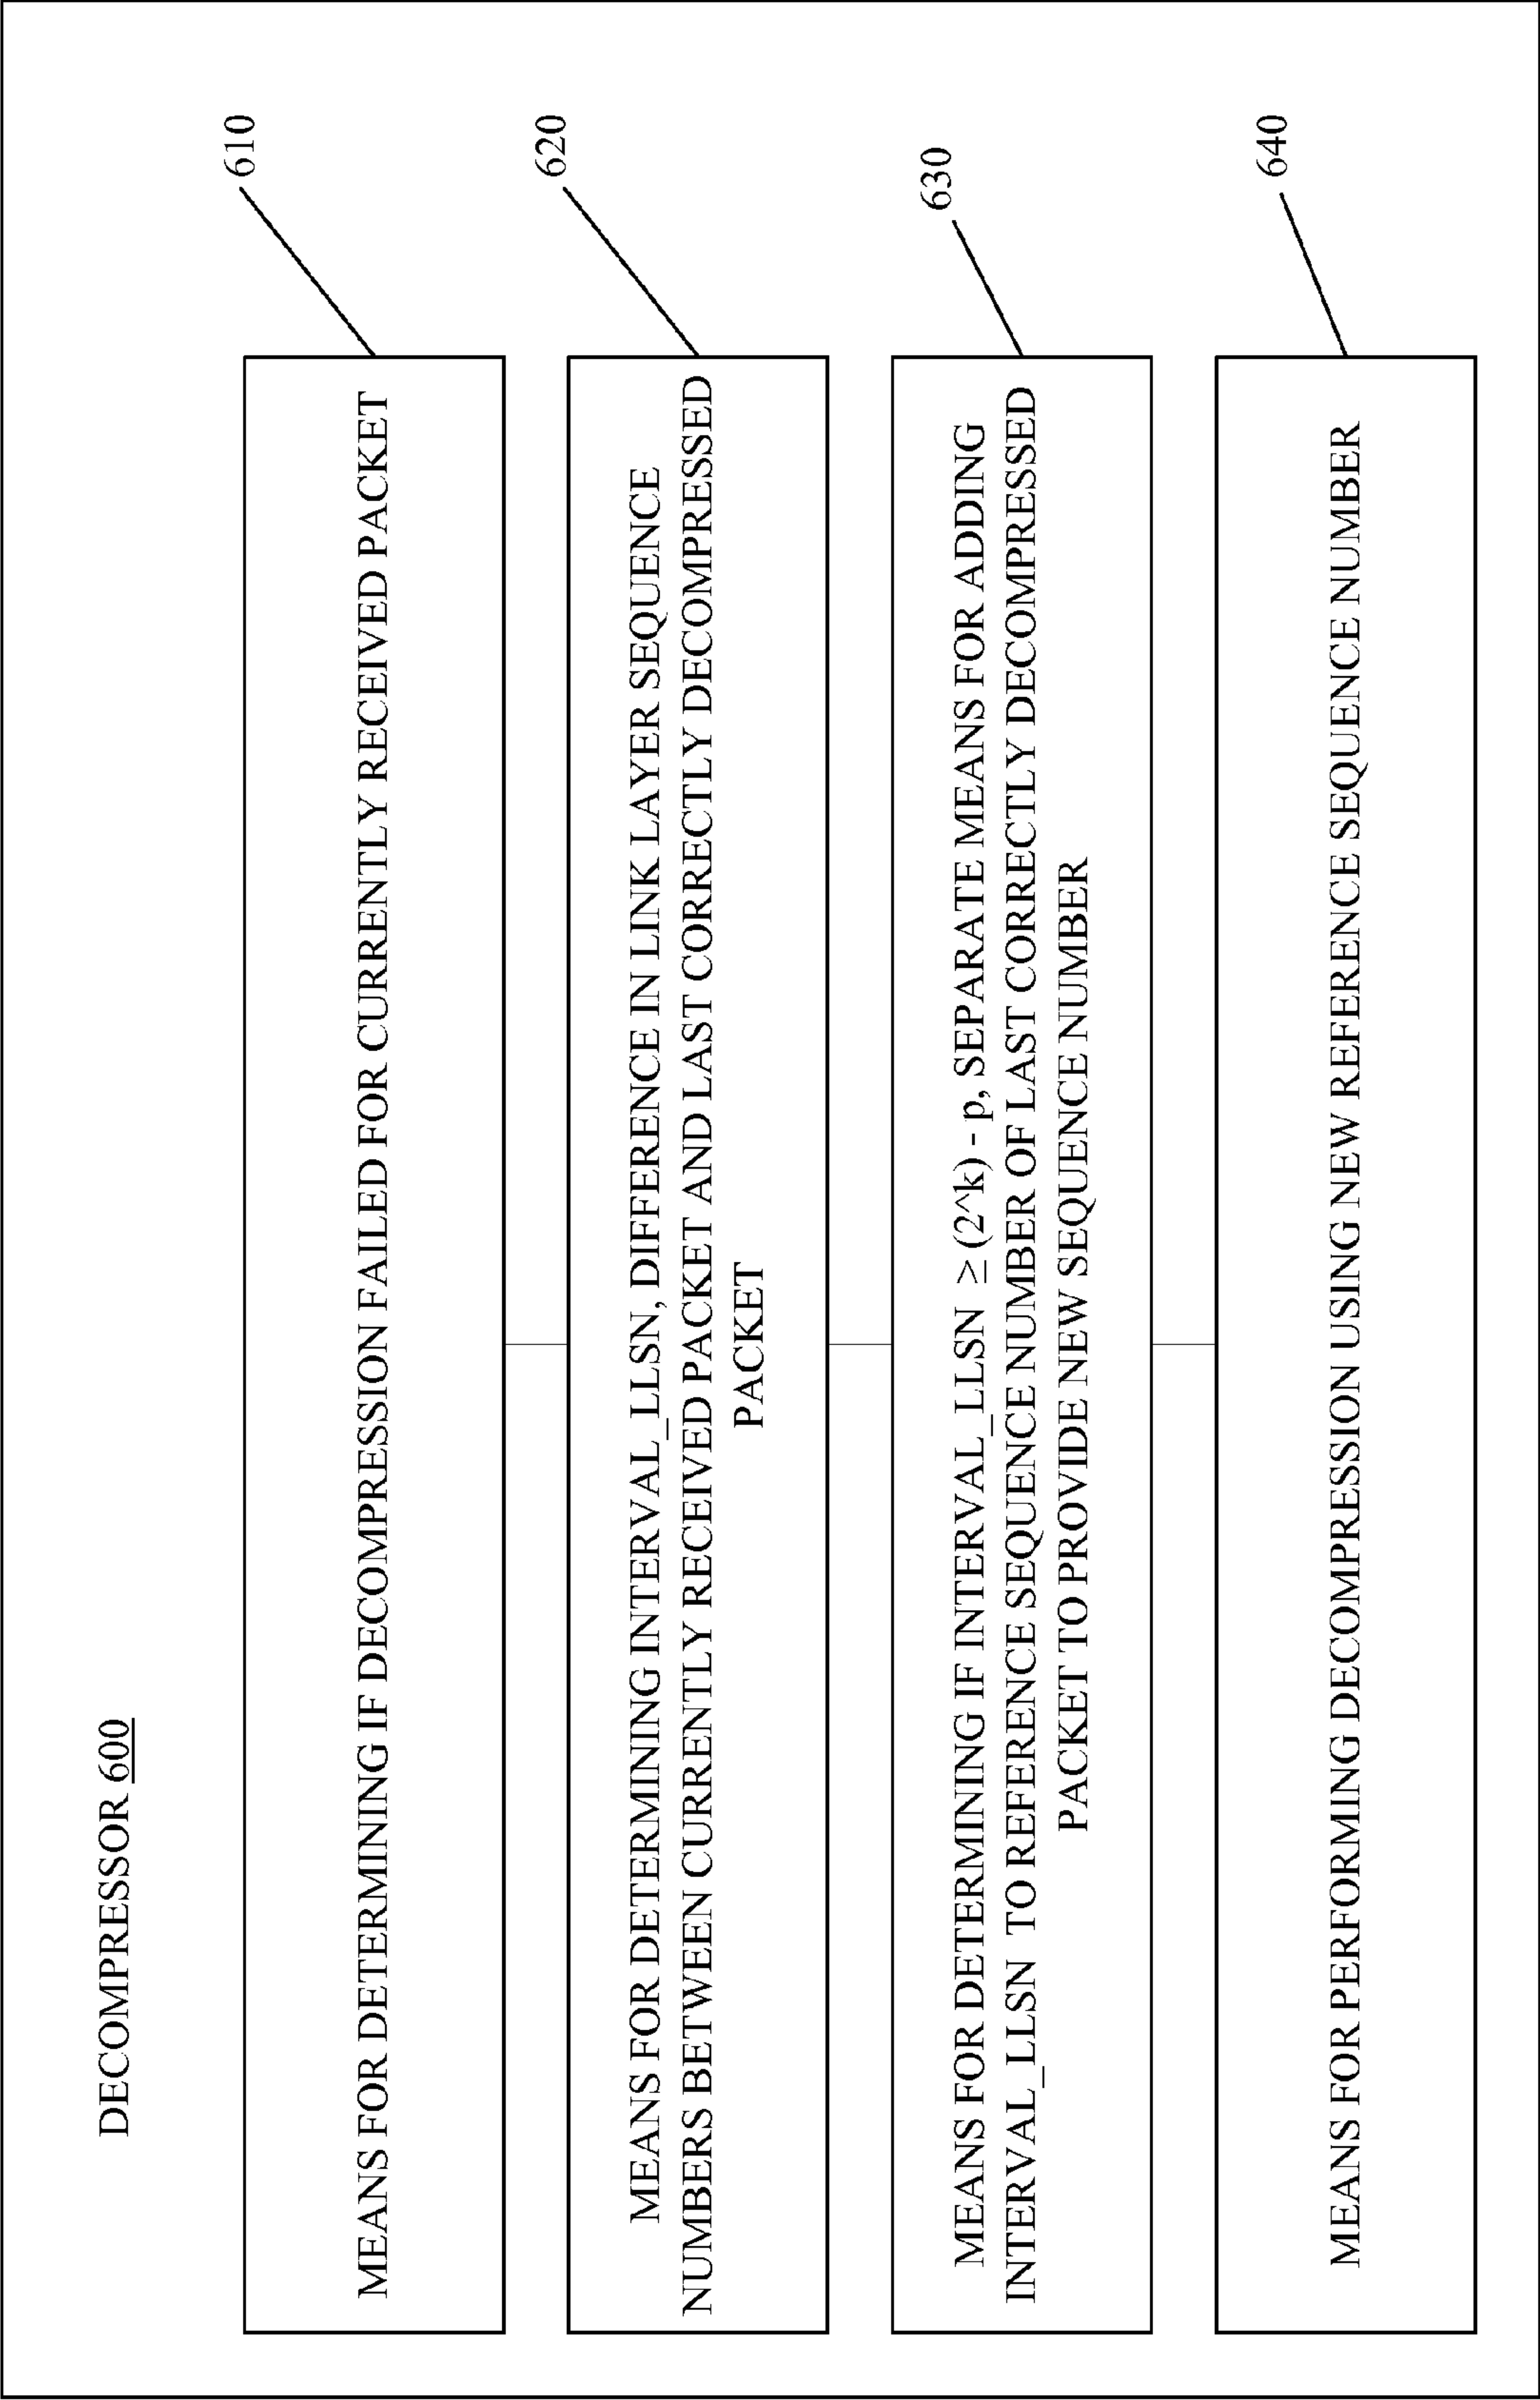 DECOMPRESSOR 600
610
MEANS FOR DETERMINING IF DECOMPRESSION FAILED FOR CURRENTLY RECEIVED PACKET
620
MEANS FOR DETERMINING INTERVAL_LLSN, DIFFERENCE IN LINK LAYER SEQUENCE
NUMBERS BETWEEN CURRENTLY RECEIVED PACKET AND LAST CORRECTLY DECOMPRESSED
PACKET
630
MEANS FOR DETERMINING IF INTERVAL_LLSN ≥ (2^k) - p, SEPARATE MEANS FOR ADDING
INTERVAL_LLSN TO REFERENCE SEQUENCE NUMBER OF LAST CORRECTLY DECOMPRESSED
PACKET TO PROVIDE NEW SEQUENCE NUMBER
640
MEANS FOR PERFORMING DECOMPRESSION USING NEW REFERENCE SEQUENCE NUMBER